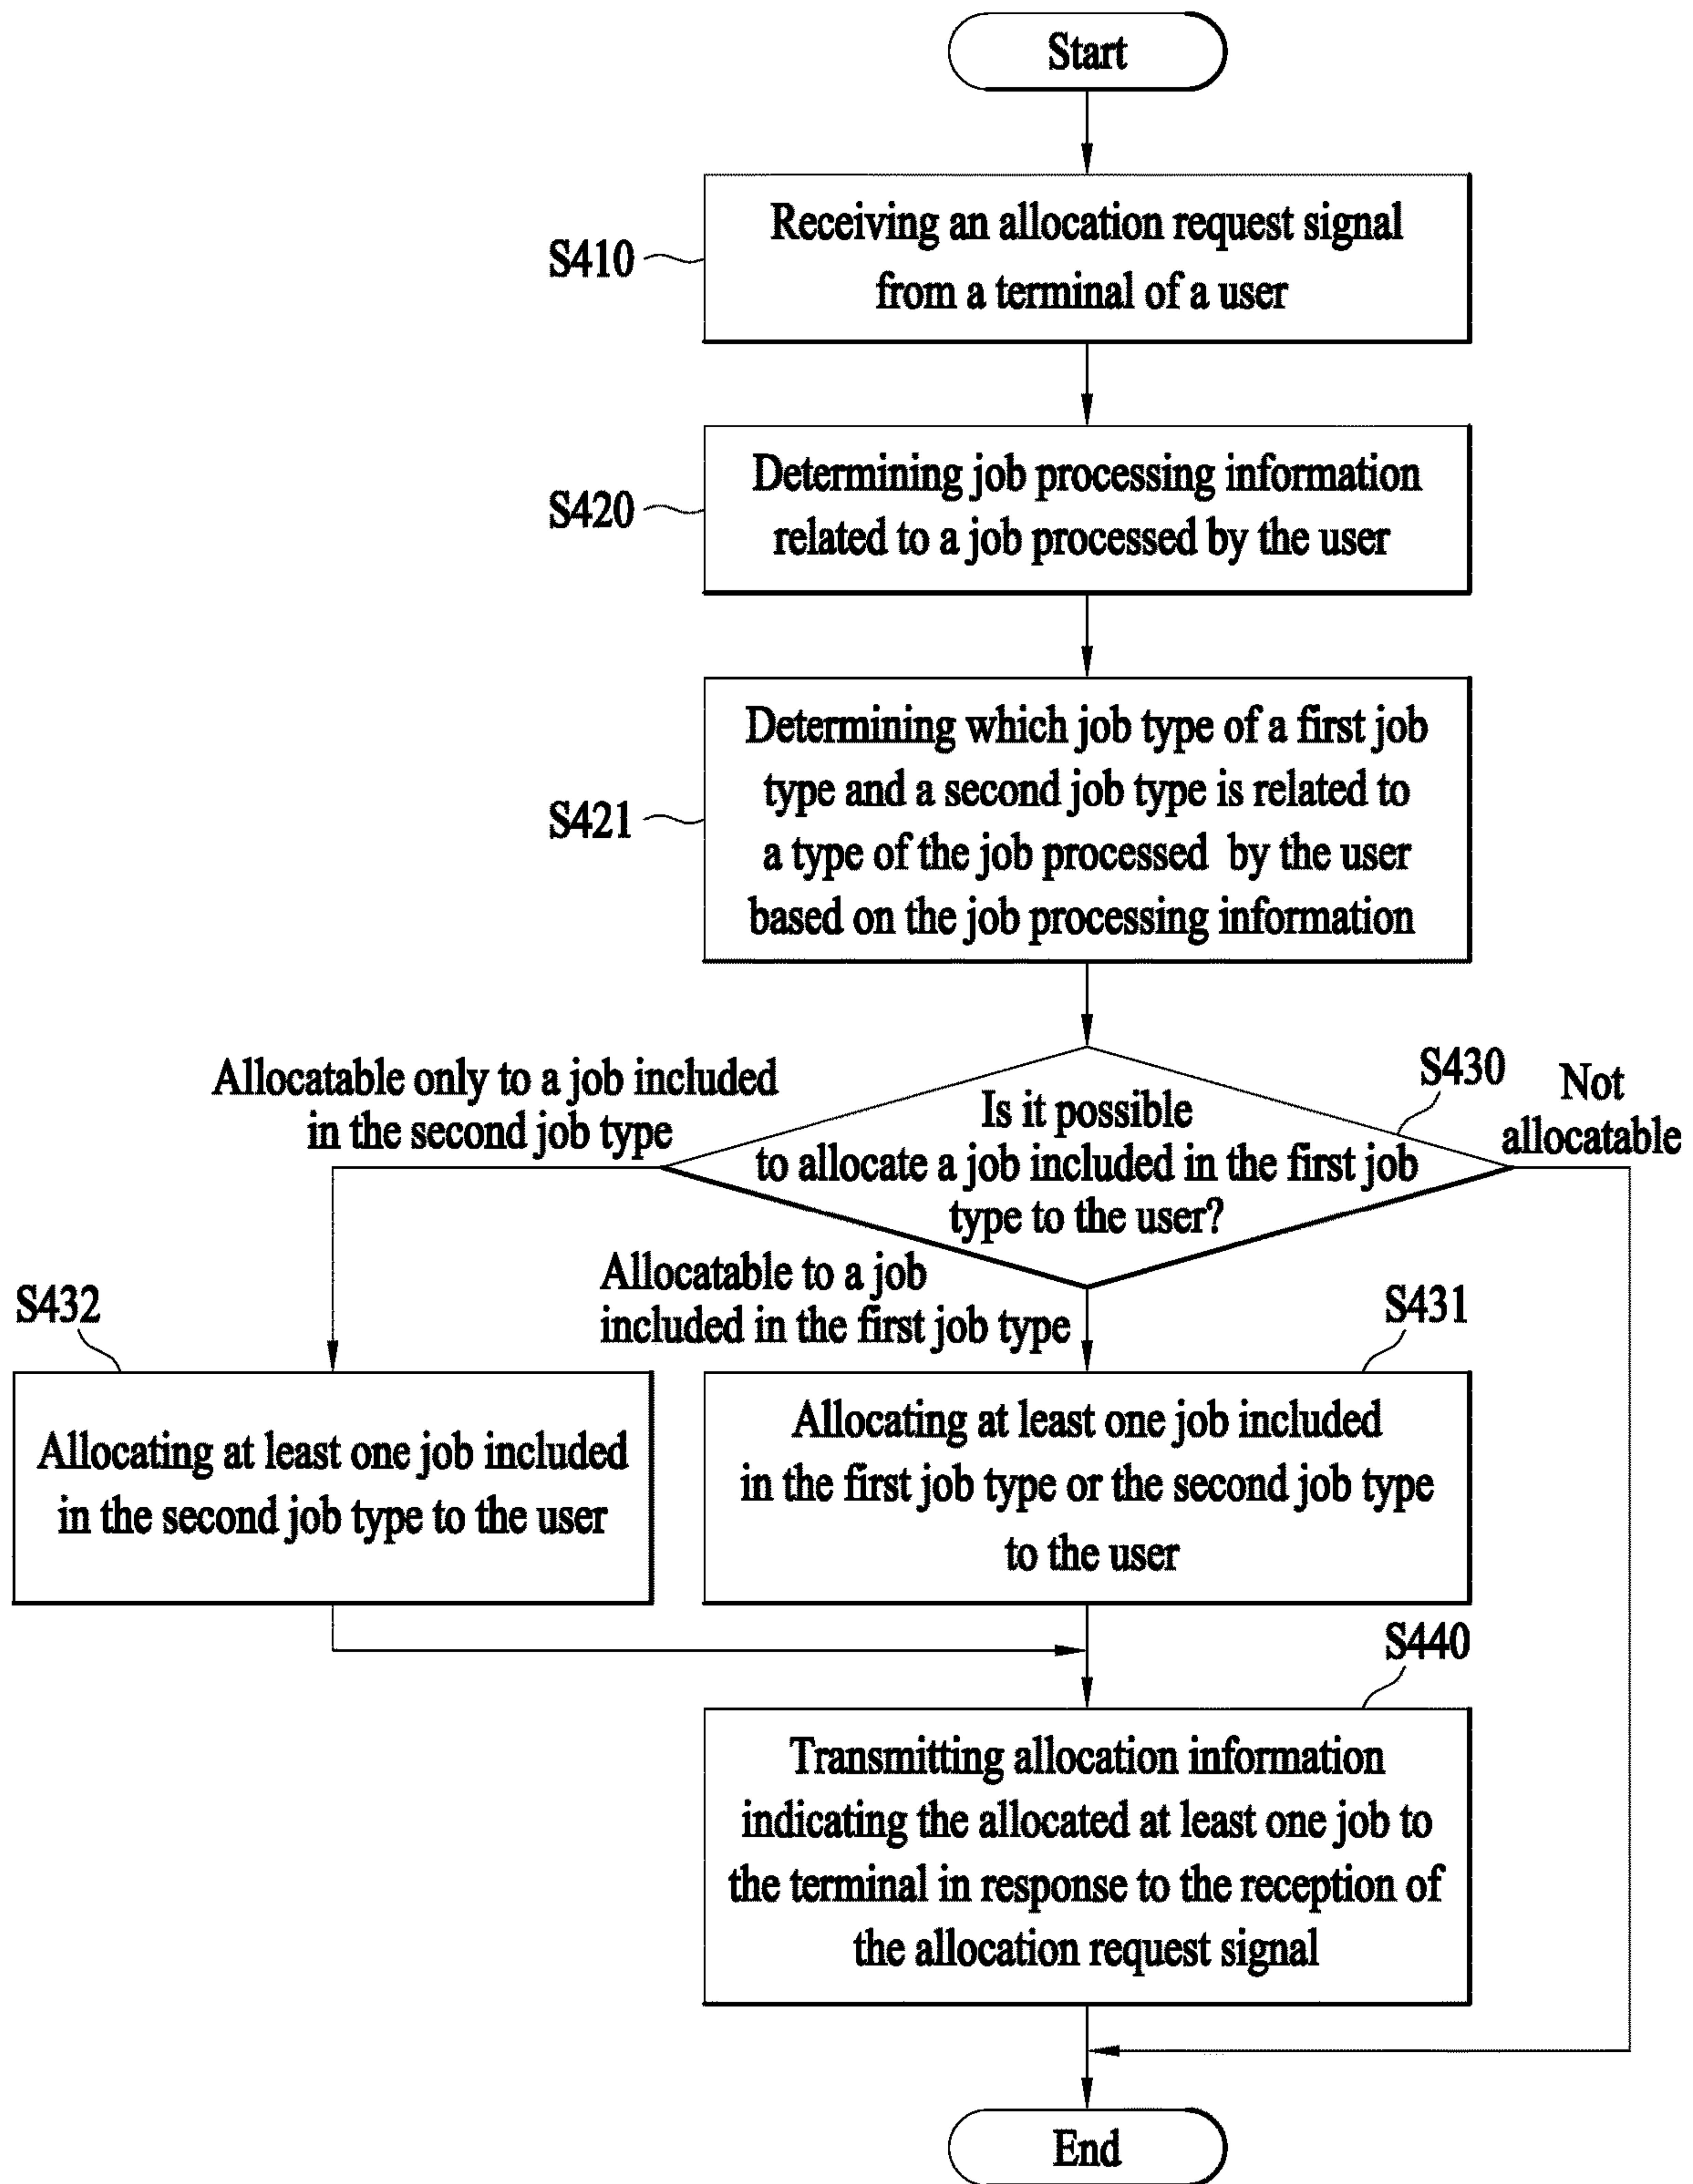 Start
S410
Receiving an allocation request signal
from a terminal of a user
S420
Determining job processing information
related to a job processed by the user
S421
Determining which job type of a first job
type and a second job type is related to
a type of the job processed by the user
based on the job processing information
Allocatable only to a job included
in the second job type
S430
Not
allocatable
Is it possible
to allocate a job included in the first job
type to the user?
Allocatable to a job
included in the first job type
S432
Allocating at least one job included
in the second job type to the user
S431
Allocating at least one job included
in the first job type or the second job type
to the user
S440
Transmitting allocation information
indicating the allocated at least one job to
the terminal in response to the reception of
the allocation request signal
End